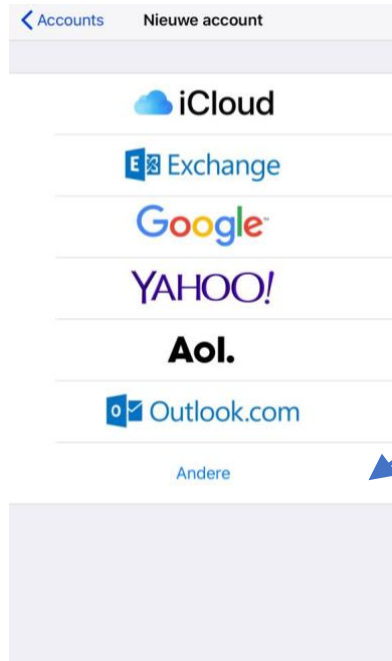 Accounts Nieuwe account
iCloud
E Exchange
Google
YAHOO!
Aol.
o Outlook.com
Andere